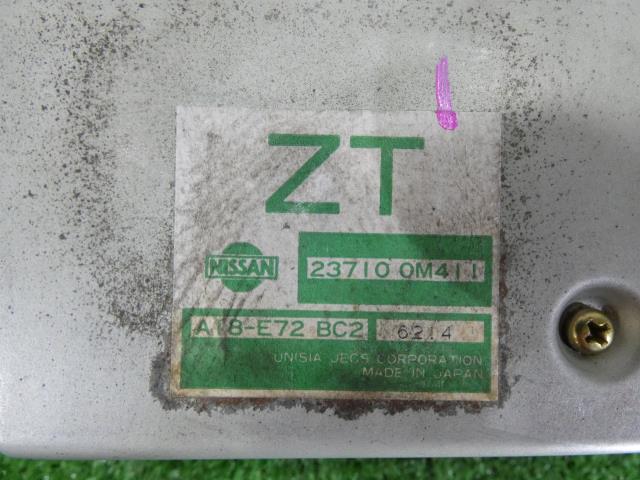 ZT
NISSAN
23710 0M411
A18-E72 BC2 6214
UNISIA JECS CORPORATION
MADE IN JAPAN